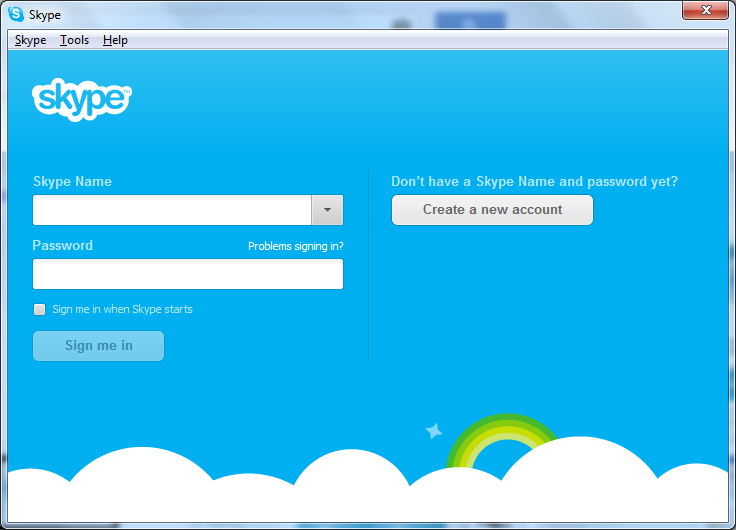 Skype
Skype Tools Help
skype™
Skype Name
Password
Problems signing in?
Sign me in when Skype starts
Sign me in
Don't have a Skype Name and password yet?
Create a new account